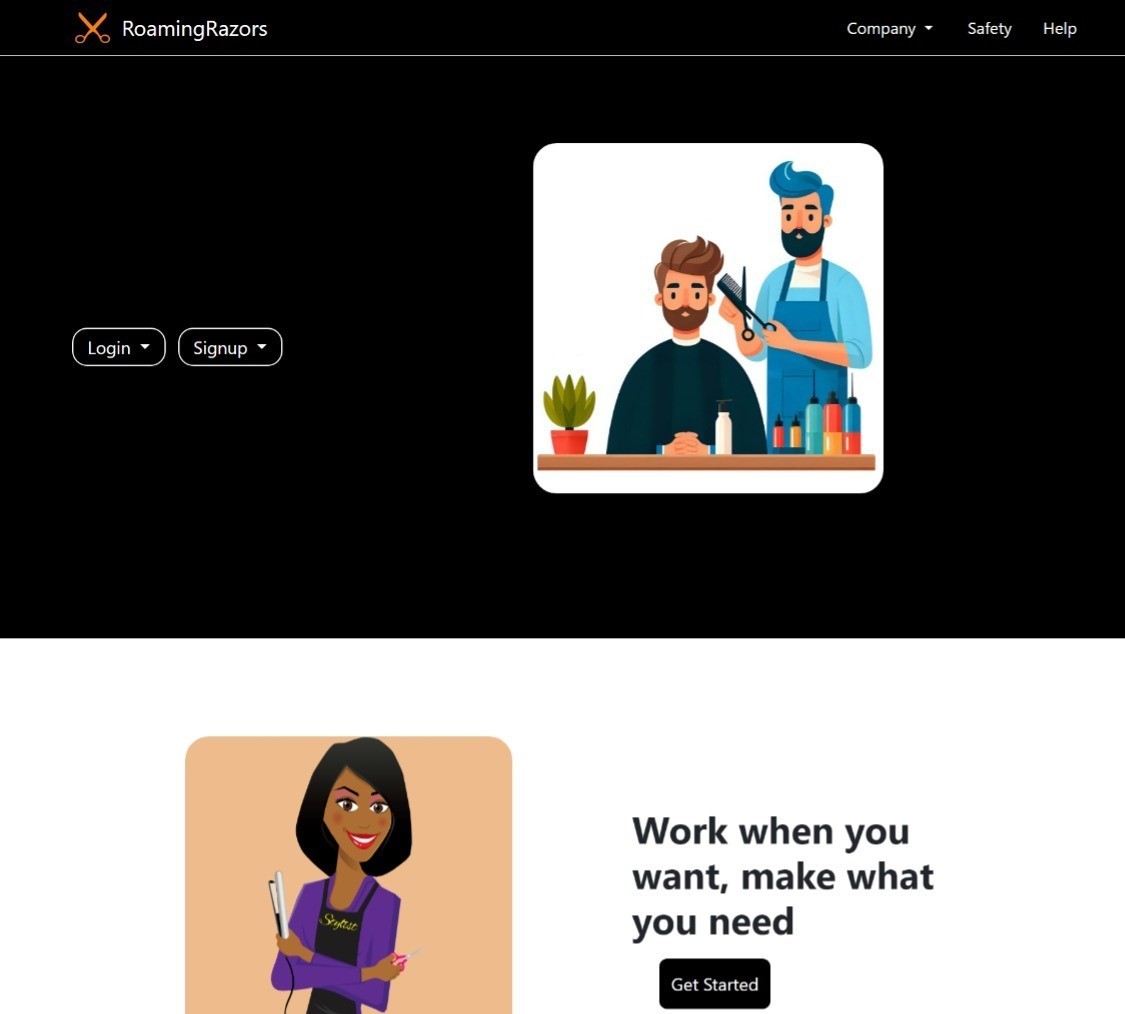 RoamingRazors
Company
Safety
Help
Login
Signup
Stylist
Work when you
want, make what
you need
Get Started